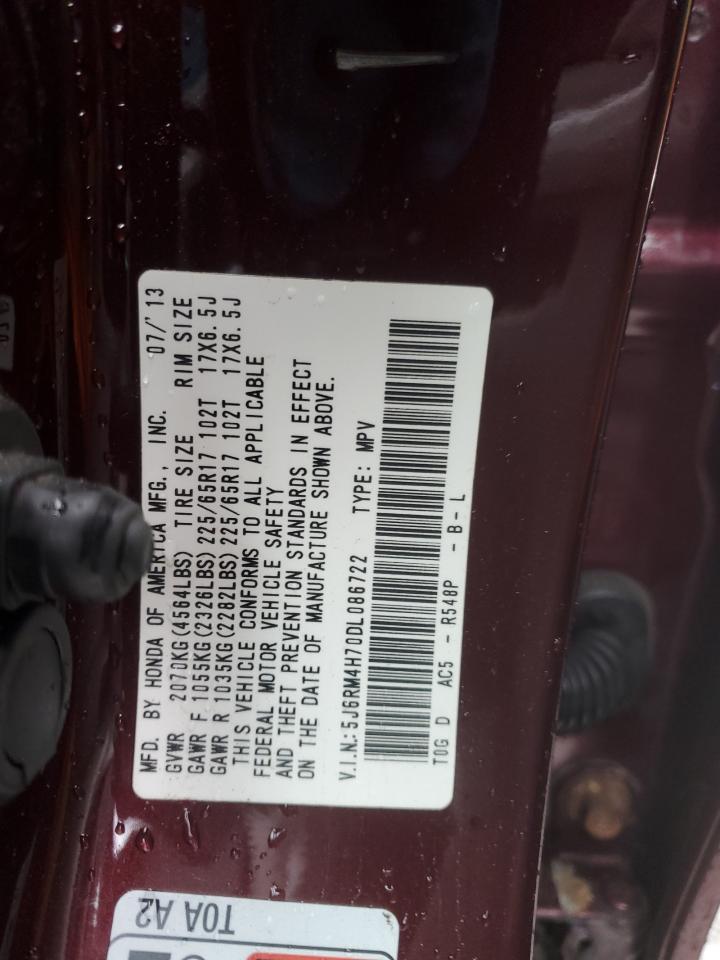 MFD. BY HONDA OF AMERICA MFG., INC. 07/'13
GVWR 2070KG(4564LBS) TIRE SIZE RIM SIZE
GAWR F 1055KG(2326LBS) 225/65R17 102T 17X6.5J
GAWR R 1035KG(2282LBS) 225/65R17 102T 17X6.5J
THIS VEHICLE CONFORMS TO ALL APPLICABLE
FEDERAL MOTOR VEHICLE SAFETY
AND THEFT PREVENTION STANDARDS IN EFFECT
ON THE DATE OF MANUFACTURE SHOWN ABOVE.
V.I.N.: 5J6RM4H70DL086722 TYPE: MPV
TOG D AC5 - R548P - B - L
TOA A2